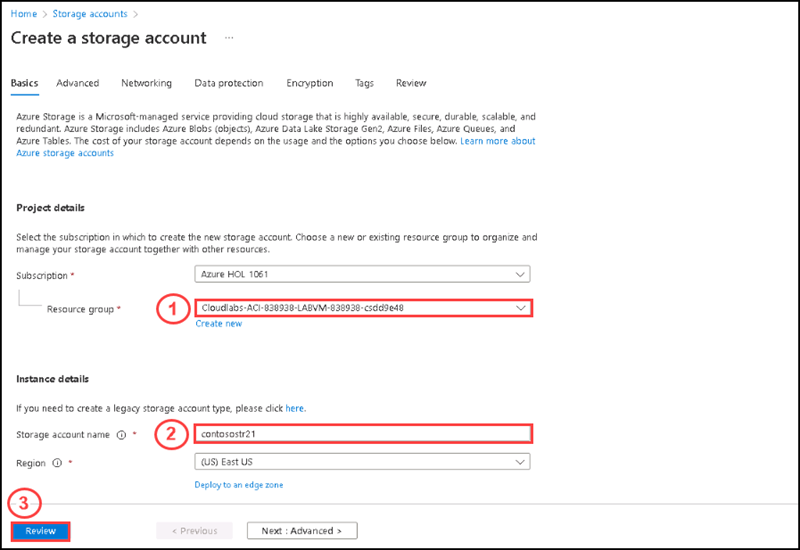 Home > Storage accounts >
Create a storage account ...
Basics Advanced Networking Data protection Encryption Tags Review
Azure Storage is a Microsoft-managed service providing cloud storage that is highly available, secure, durable, scalable, and
redundant. Azure Storage includes Azure Blobs (objects), Azure Data Lake Storage Gen2, Azure Files, Azure Queues, and
Azure Tables. The cost of your storage account depends on the usage and the options you choose below. Learn more about
Azure storage accounts
Project details
Select the subscription in which to create the new storage account. Choose a new or existing resource group to organize and
manage your storage account together with other resources.
Subscription * Azure HOL 1061
Resource group * 1 Cloudlabs-ACI-838938-LABVM-838938-csdd9e48
Create new
Instance details
If you need to create a legacy storage account type, please click here.
Storage account name * 2 contosostr21
Region * (US) East US
Deploy to an edge zone
3
Review < Previous Next : Advanced >